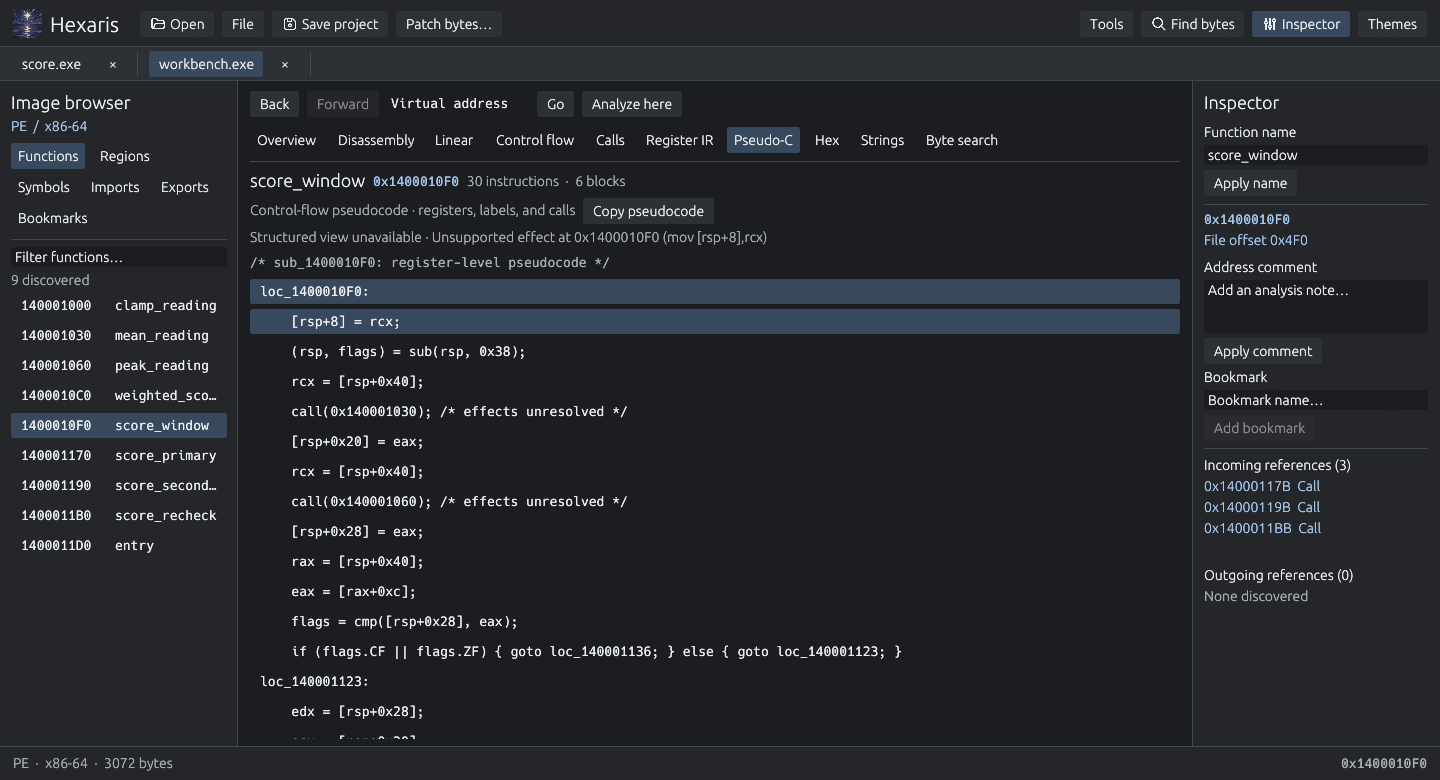 Hexaris Open File Save project Patch bytes... Tools Find bytes Inspector Themes
score.exe × workbench.exe ×
Image browser
PE / x86-64
Functions Regions
Symbols Imports Exports
Bookmarks
Filter functions...
9 discovered
140001000 clamp_reading
140001030 mean_reading
140001060 peak_reading
1400010C0 weighted_sco...
1400010F0 score_window
140001170 score_primary
140001190 score_second...
1400011B0 score_recheck
1400011D0 entry
Back Forward Virtual address Go Analyze here
Overview Disassembly Linear Control flow Calls Register IR Pseudo-C Hex Strings Byte search
score_window 0x1400010F0 30 instructions · 6 blocks
Control-flow pseudocode · registers, labels, and calls Copy pseudocode
Structured view unavailable · Unsupported effect at 0x1400010F0 (mov [rsp+8],rcx)
/* sub_1400010F0: register-level pseudocode */
loc_1400010F0:
[rsp+8] = rcx;
(rsp, flags) = sub(rsp, 0x38);
rcx = [rsp+0x40];
call(0x140001030); /* effects unresolved */
[rsp+0x20] = eax;
rcx = [rsp+0x40];
call(0x140001060); /* effects unresolved */
[rsp+0x28] = eax;
rax = [rsp+0x40];
eax = [rax+0xc];
flags = cmp([rsp+0x28], eax);
if (flags.CF || flags.ZF) { goto loc_140001136; } else { goto loc_140001123; }
loc_140001123:
edx = [rsp+0x28];
Inspector
Function name
score_window
Apply name
0x1400010F0
File offset 0x4F0
Address comment
Add an analysis note...
Apply comment
Bookmark
Bookmark name...
Add bookmark
Incoming references (3)
0x14000117B Call
0x14000119B Call
0x1400011BB Call
Outgoing references (0)
None discovered
PE · x86-64 · 3072 bytes 0x1400010F0